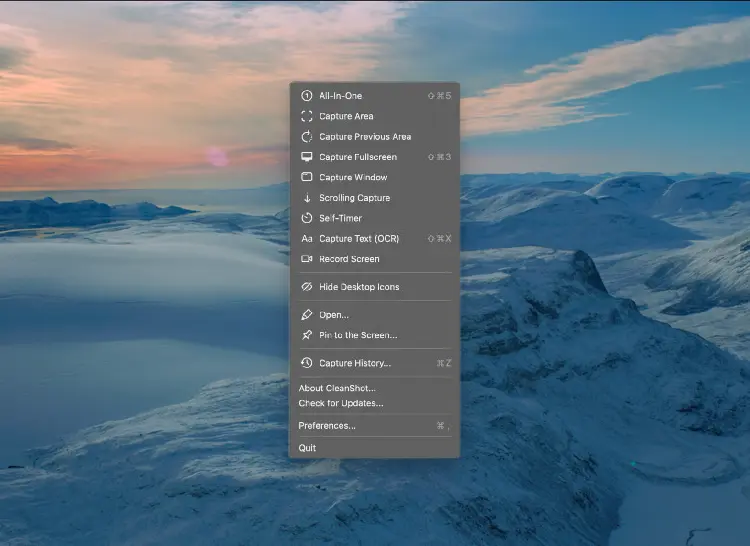 All-In-One ⇧⌘5
Capture Area
Capture Previous Area
Capture Fullscreen ⇧⌘3
Capture Window
Scrolling Capture
Self-Timer
Aa Capture Text (OCR) ⇧⌘X
Record Screen
Hide Desktop Icons
Open...
Pin to the Screen...
Capture History... ⌘Z
About CleanShot...
Check for Updates...
Preferences... ⌘,
Quit